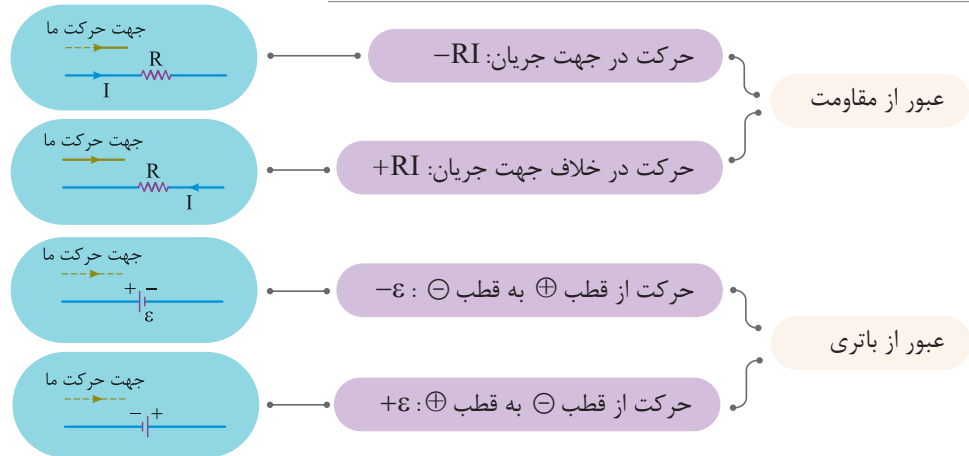 عبور از مقاومت
حرکت در جهت جریان: −RI
جهت حرکت ما
R
I
حرکت در خلاف جهت جریان: +RI
جهت حرکت ما
R
I
عبور از باتری
حرکت از قطب ⊕ به قطب ⊖ : −ε
جهت حرکت ما
+ −
ε
حرکت از قطب ⊖ به قطب ⊕: +ε
جهت حرکت ما
− +